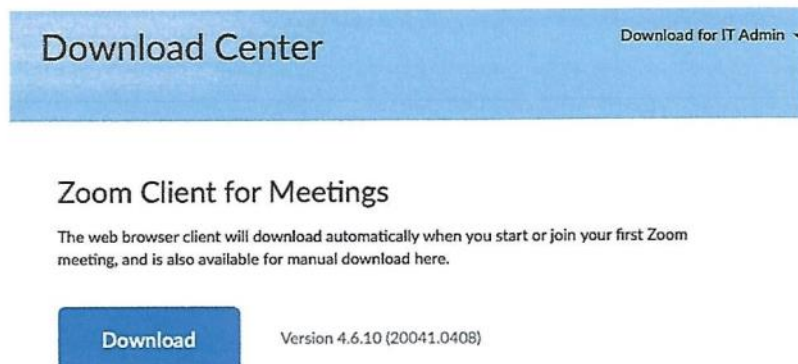 Download Center
Download for IT Admin
Zoom Client for Meetings
The web browser client will download automatically when you start or join your first Zoom
meeting, and is also available for manual download here.
Download
Version 4.6.10 (20041.0408)